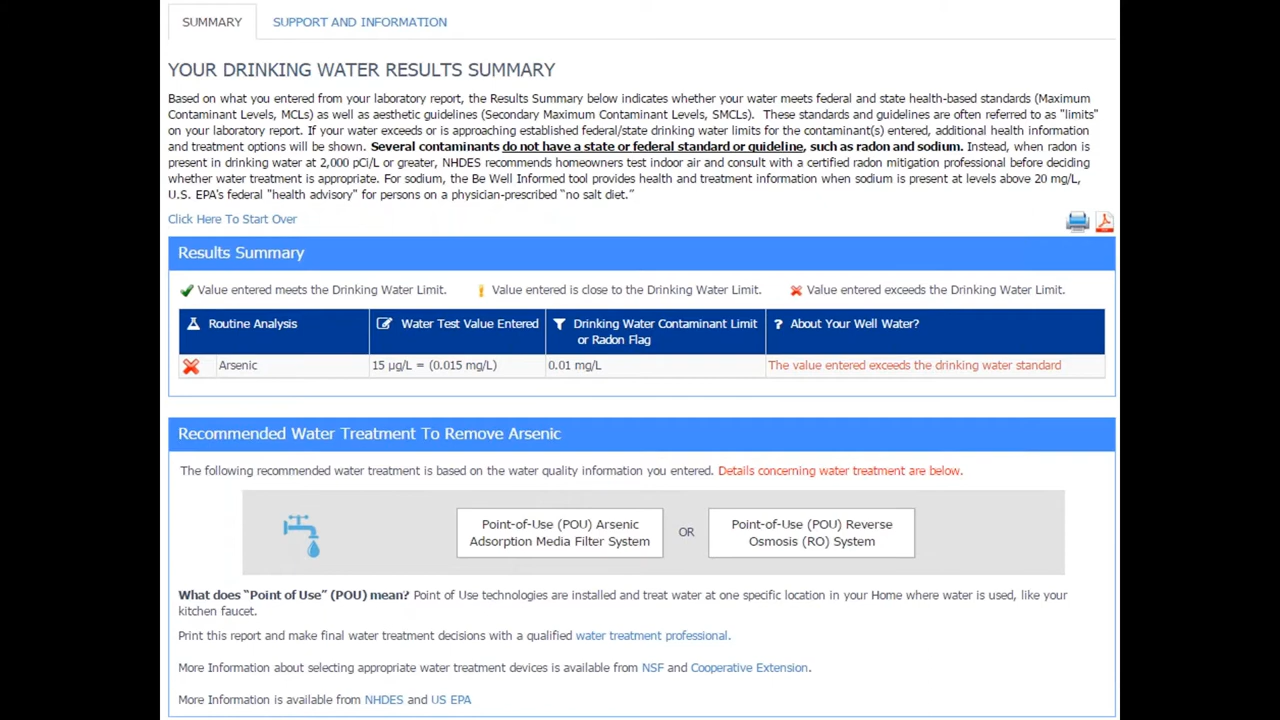 SUMMARY SUPPORT AND INFORMATION
YOUR DRINKING WATER RESULTS SUMMARY
Based on what you entered from your laboratory report, the Results Summary below indicates whether your water meets federal and state health-based standards (Maximum
Contaminant Levels, MCLs) as well as aesthetic guidelines (Secondary Maximum Contaminant Levels, SMCLs). These standards and guidelines are often referred to as "limits"
on your laboratory report. If your water exceeds or is approaching established federal/state drinking water limits for the contaminant(s) entered, additional health information
and treatment options will be shown. Several contaminants do not have a state or federal standard or guideline, such as radon and sodium. Instead, when radon is
present in drinking water at 2,000 pCi/L or greater, NHDES recommends homeowners test indoor air and consult with a certified radon mitigation professional before deciding
whether water treatment is appropriate. For sodium, the Be Well Informed tool provides health and treatment information when sodium is present at levels above 20 mg/L,
U.S. EPA's federal "health advisory" for persons on a physician-prescribed “no salt diet.”
Click Here To Start Over
Results Summary
Value entered meets the Drinking Water Limit. Value entered is close to the Drinking Water Limit. Value entered exceeds the Drinking Water Limit.
Routine Analysis Water Test Value Entered Drinking Water Contaminant Limit ? About Your Well Water?
or Radon Flag
Arsenic 15 µg/L = (0.015 mg/L) 0.01 mg/L The value entered exceeds the drinking water standard
Recommended Water Treatment To Remove Arsenic
The following recommended water treatment is based on the water quality information you entered. Details concerning water treatment are below.
Point-of-Use (POU) Arsenic
Adsorption Media Filter System
OR
Point-of-Use (POU) Reverse
Osmosis (RO) System
What does “Point of Use” (POU) mean? Point of Use technologies are installed and treat water at one specific location in your Home where water is used, like your
kitchen faucet.
Print this report and make final water treatment decisions with a qualified water treatment professional.
More Information about selecting appropriate water treatment devices is available from NSF and Cooperative Extension.
More Information is available from NHDES and US EPA